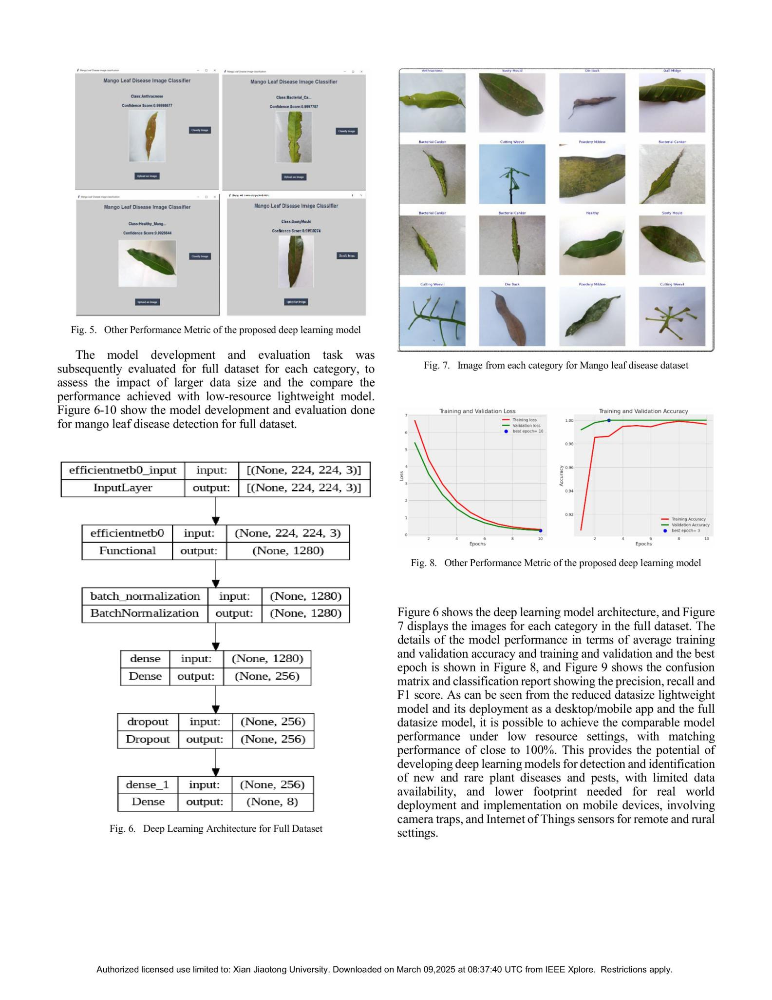 Mango Leaf Disease image classification
Mango Leaf Disease Image Classifier
Class:Anthracnose
Confidence Score:0.99998677
Classify Image
Upload an Image
Mango Leaf Disease image classification
Mango Leaf Disease Image Classifier
Class:Bacterial_Ca...
Confidence Score:0.9997787
Classify Image
Upload an Image
Mango Leaf Disease image classification
Mango Leaf Disease Image Classifier
Class:Healthy_Mang...
Confidence Score:0.9926644
Classify Image
Upload an Image
Mango Leaf Disease Image Classifier
Class:SootyMould
Confidence Score:0.99930274
Classify Image
Upload an Image
Fig. 5. Other Performance Metric of the proposed deep learning model
The model development and evaluation task was
subsequently evaluated for full dataset for each category, to
assess the impact of larger data size and the compare the
performance achieved with low-resource lightweight model.
Figure 6-10 show the model development and evaluation done
for mango leaf disease detection for full dataset.
efficientnetb0_input input: [(None, 224, 224, 3)]
InputLayer output: [(None, 224, 224, 3)]
efficientnetb0 input: (None, 224, 224, 3)
Functional output: (None, 1280)
batch_normalization input: (None, 1280)
BatchNormalization output: (None, 1280)
dense input: (None, 1280)
Dense output: (None, 256)
dropout input: (None, 256)
Dropout output: (None, 256)
dense_1 input: (None, 256)
Dense output: (None, 8)
Fig. 6. Deep Learning Architecture for Full Dataset
Anthracnose Sooty Mould Die Back Gall Midge
Bacterial Canker Cutting Weevil Powdery Mildew Bacterial Canker
Bacterial Canker Bacterial Canker Healthy Sooty Mould
Cutting Weevil Die Back Powdery Mildew Cutting Weevil
Fig. 7. Image from each category for Mango leaf disease dataset
Training and Validation Loss
7
6
5
4
3
2
1
0
Loss
Training loss
Validation loss
best epoch= 10
2 4 6 8 10
Epochs
Training and Validation Accuracy
1.00
0.98
0.96
0.94
0.92
Accuracy
Training Accuracy
Validation Accuracy
best epoch= 3
2 4 6 8 10
Epochs
Fig. 8. Other Performance Metric of the proposed deep learning model
Figure 6 shows the deep learning model architecture, and Figure
7 displays the images for each category in the full dataset. The
details of the model performance in terms of average training
and validation accuracy and training and validation and the best
epoch is shown in Figure 8, and Figure 9 shows the confusion
matrix and classification report showing the precision, recall and
F1 score. As can be seen from the reduced datasize lightweight
model and its deployment as a desktop/mobile app and the full
datasize model, it is possible to achieve the comparable model
performance under low resource settings, with matching
performance of close to 100%. This provides the potential of
developing deep learning models for detection and identification
of new and rare plant diseases and pests, with limited data
availability, and lower footprint needed for real world
deployment and implementation on mobile devices, involving
camera traps, and Internet of Things sensors for remote and rural
settings.
Authorized licensed use limited to: Xian Jiaotong University. Downloaded on March 09,2025 at 08:37:40 UTC from IEEE Xplore. Restrictions apply.